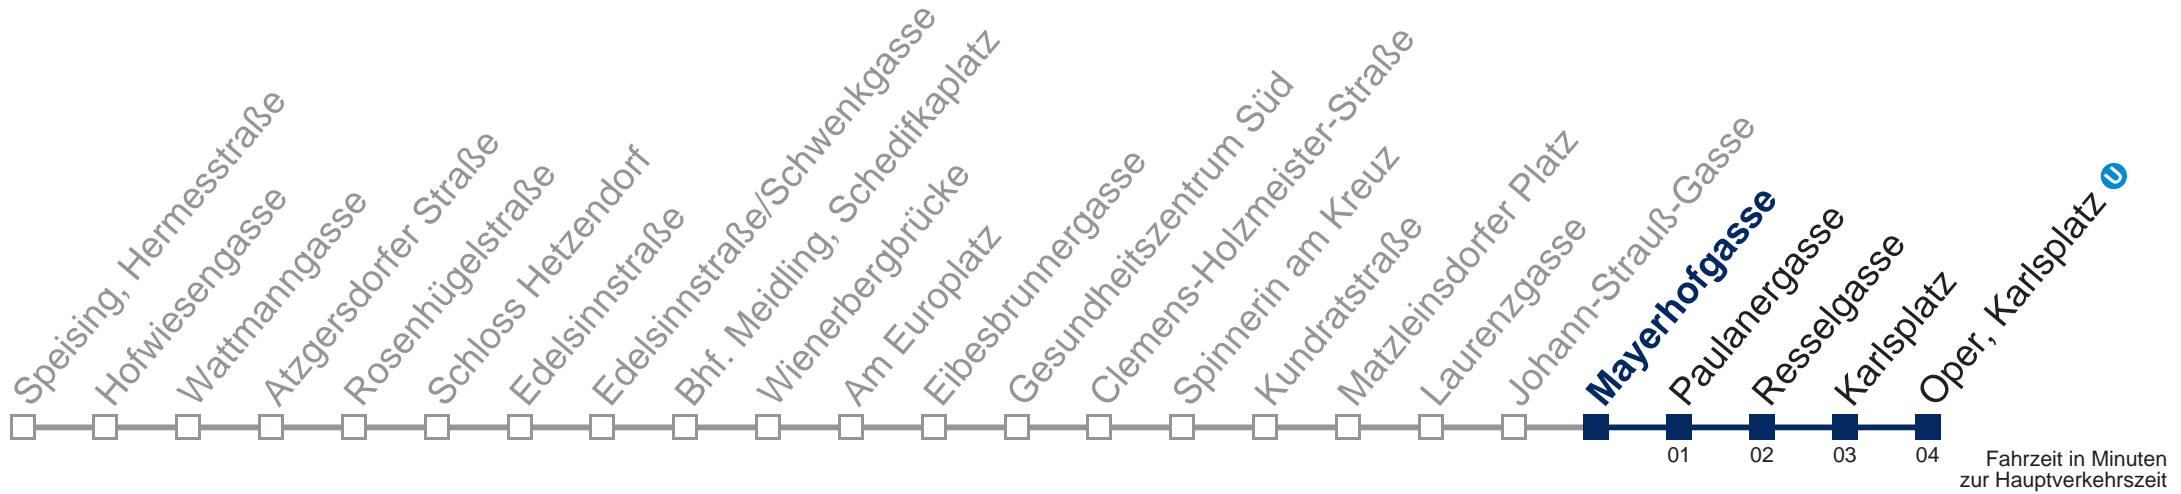 Speising, Hermesstraße
Hofwiesengasse
Wattmanngasse
Atzgersdorfer Straße
Rosenhügelstraße
Schloss Hetzendorf
Edelsinnstraße
Edelsinnstraße/Schwenkgasse
Bhf. Meidling, Schedifkaplatz
Wienerbergbrücke
Am Europlatz
Eibesbrunnergasse
Gesundheitszentrum Süd
Clemens-Holzmeister-Straße
Spinnerin am Kreuz
Kundratstraße
Matzleinsdorfer Platz
Laurenzgasse
Johann-Strauß-Gasse
Mayerhofgasse
Paulanergasse
Resselgasse
Karlsplatz
Oper, Karlsplatz U
01 02 03 04
Fahrzeit in Minuten
zur Hauptverkehrszeit